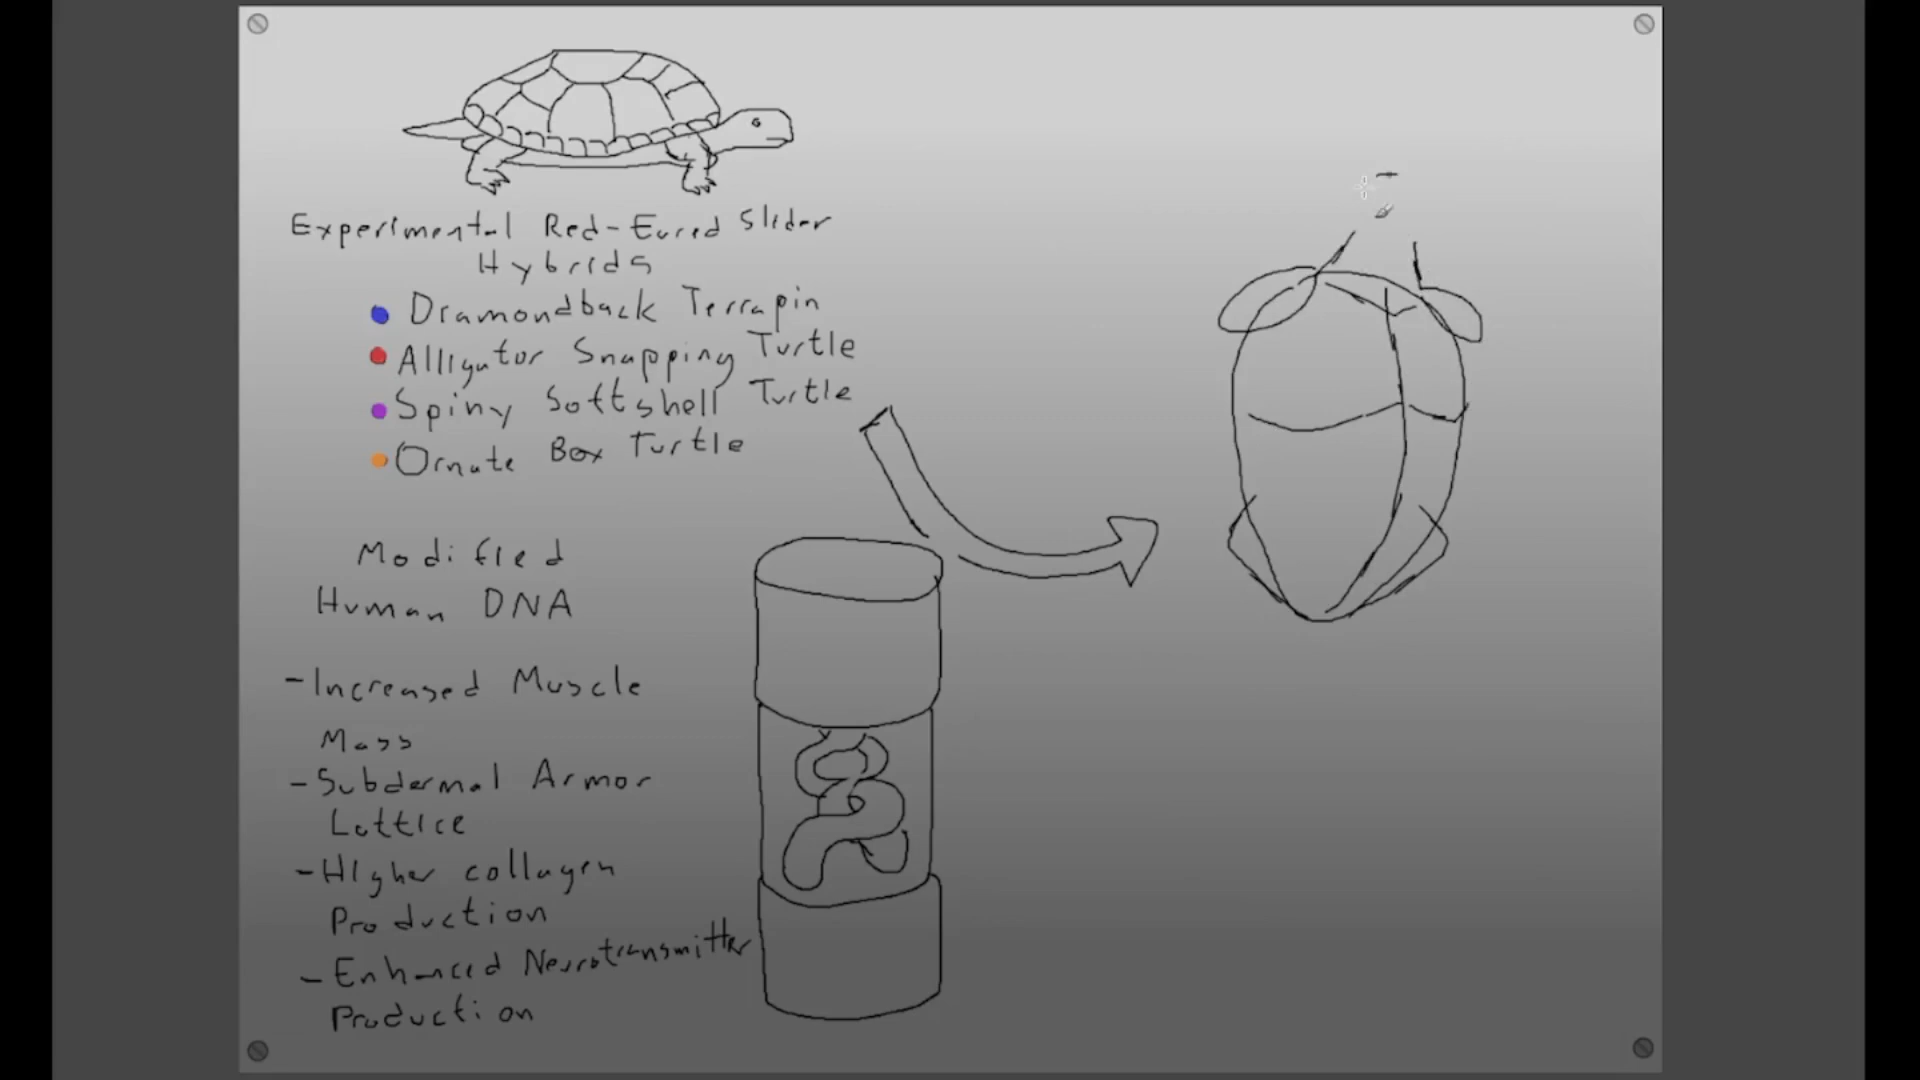 Experimental Red-Eared Slider
Hybrids
Diamondback Terrapin
Alligator Snapping Turtle
Spiny Softshell Turtle
Ornate Box Turtle
Modified
Human DNA
- Increased Muscle
Mass
- Subdermal Armor
Lattice
- Higher collagen
Production
- Enhanced Neurotransmitter
Production